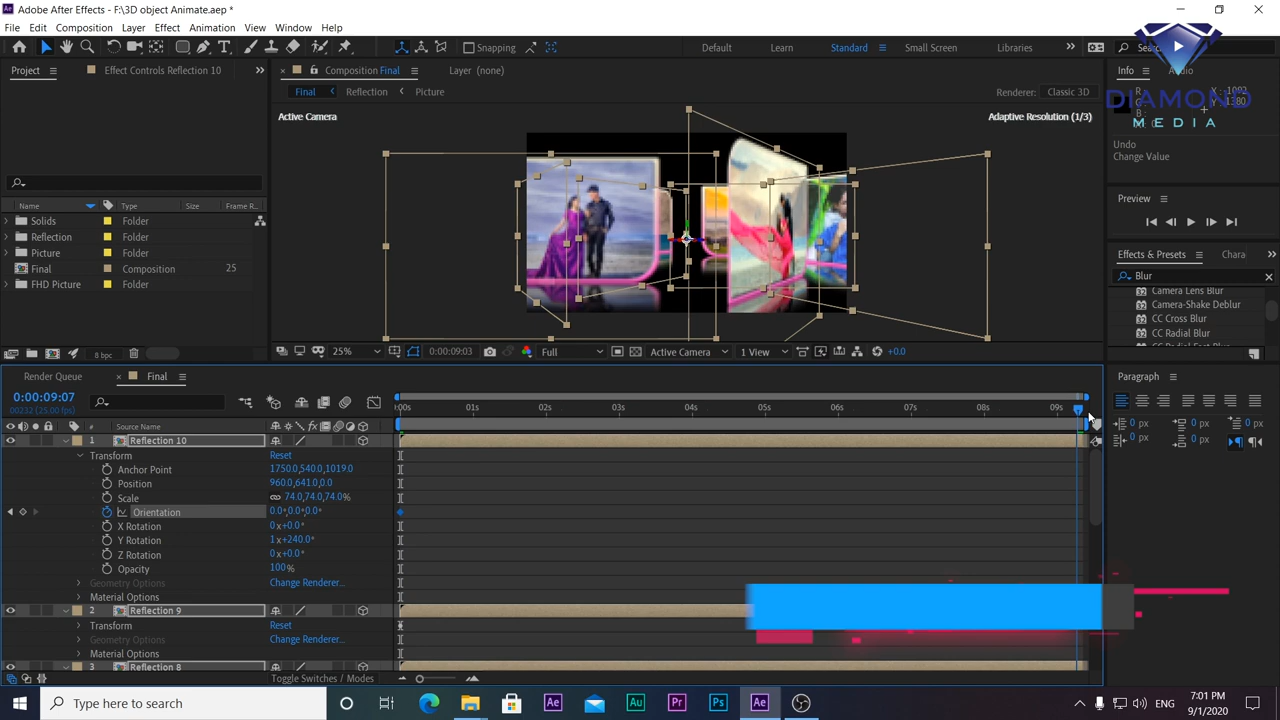 Adobe After Effects - F:\3D object Animate.aep *
File Edit Composition Layer Effect Animation View Window Help
Snapping
Default Learn Standard Small Screen Libraries
Project Effect Controls Reflection 10
Composition Final Layer (none)
Info Audio
Final Reflection Picture
Renderer: Classic 3D
DIAMOND
MEDIA
Active Camera
Adaptive Resolution (1/3)
Undo
Change Value
Preview
Name Type Size Frame R...
Solids Folder
Reflection Folder
Picture Folder
Final Composition 25
FHD Picture Folder
Effects & Presets Chara
Blur
Camera Lens Blur
Camera-Shake Deblur
CC Cross Blur
CC Radial Blur
8 bpc
25% 0:00:09:03 Full Active Camera 1 View +0.0
Render Queue Final
Paragraph
0:00:09:07
00232 (25.00 fps)
01s 02s 03s 04s 05s 06s 07s 08s 09s
# Source Name
0 px 0 px 0 px
0 px 0 px
1 Reflection 10
Transform Reset
Anchor Point 1750.0,540.0,1019.0
Position 960.0,641.0,0.0
Scale 74.0,74.0,74.0%
Orientation 0.0°,0.0°,0.0°
X Rotation 0x+0.0°
Y Rotation 1x+240.0°
Z Rotation 0x+0.0°
Opacity 100%
Geometry Options Change Renderer...
Material Options
2 Reflection 9
Transform Reset
Geometry Options Change Renderer...
Material Options
3 Reflection 8
Toggle Switches / Modes
Type here to search
7:01 PM
9/1/2020